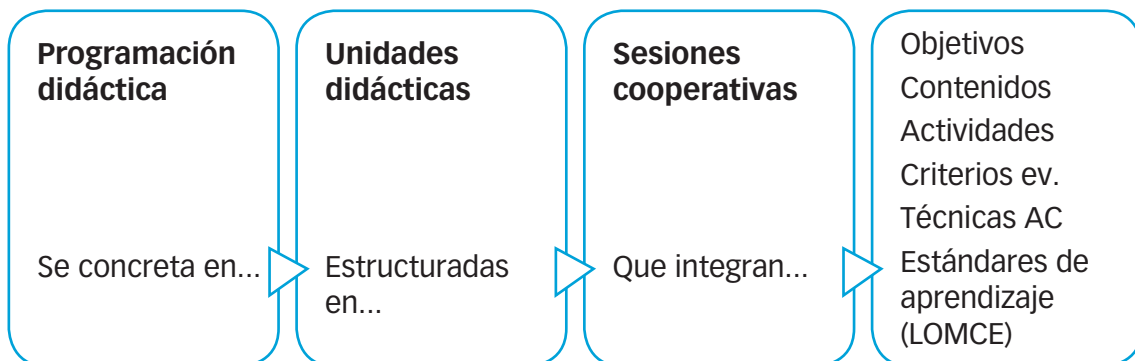 Programación
didáctica
Se concreta en...
Unidades
didácticas
Estructuradas
en...
Sesiones
cooperativas
Que integran...
Objetivos
Contenidos
Actividades
Criterios ev.
Técnicas AC
Estándares de
aprendizaje
(LOMCE)